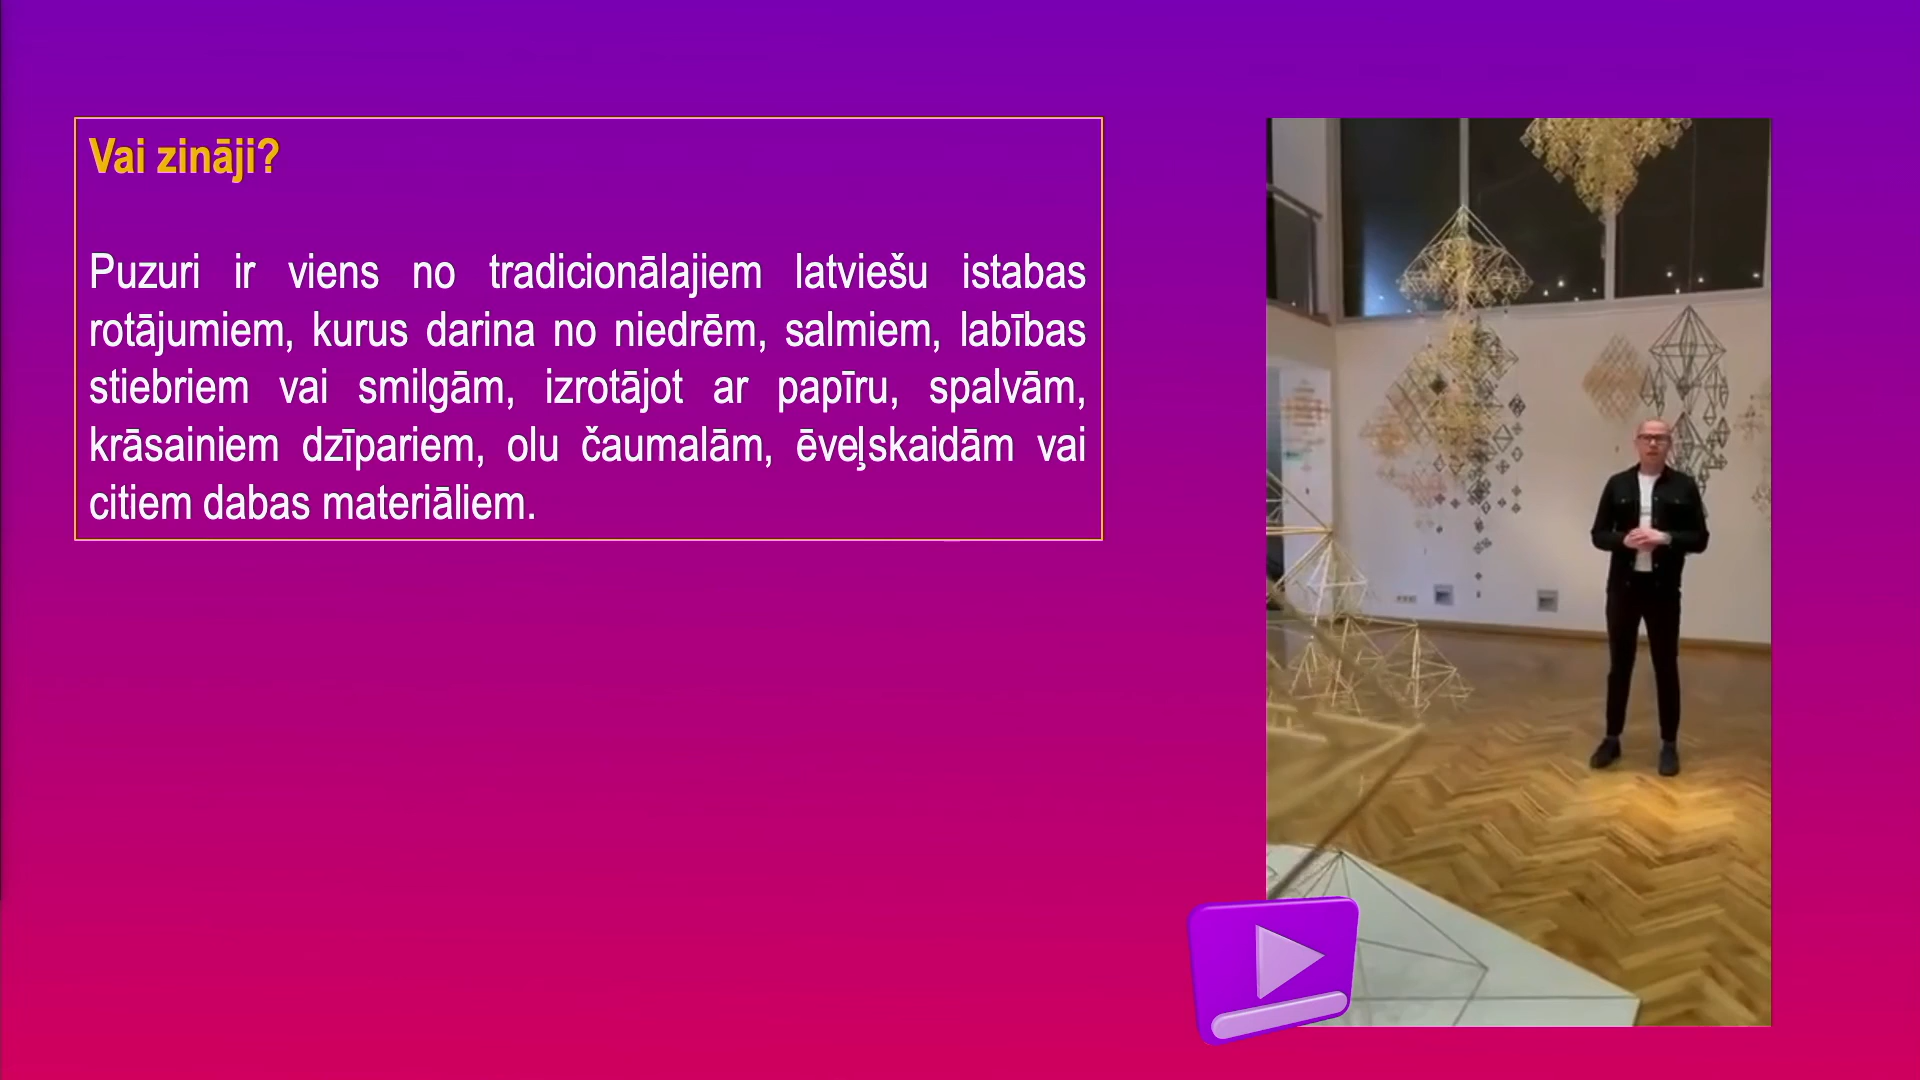 Vai zināji?
Puzuri ir viens no tradicionālajiem latviešu istabas
rotājumiem, kurus darina no niedrēm, salmiem, labības
stiebriem vai smilgām, izrotājot ar papīru, spalvām,
krāsainiem dzīpariem, olu čaumalām, ēveļskaidām vai
citiem dabas materiāliem.